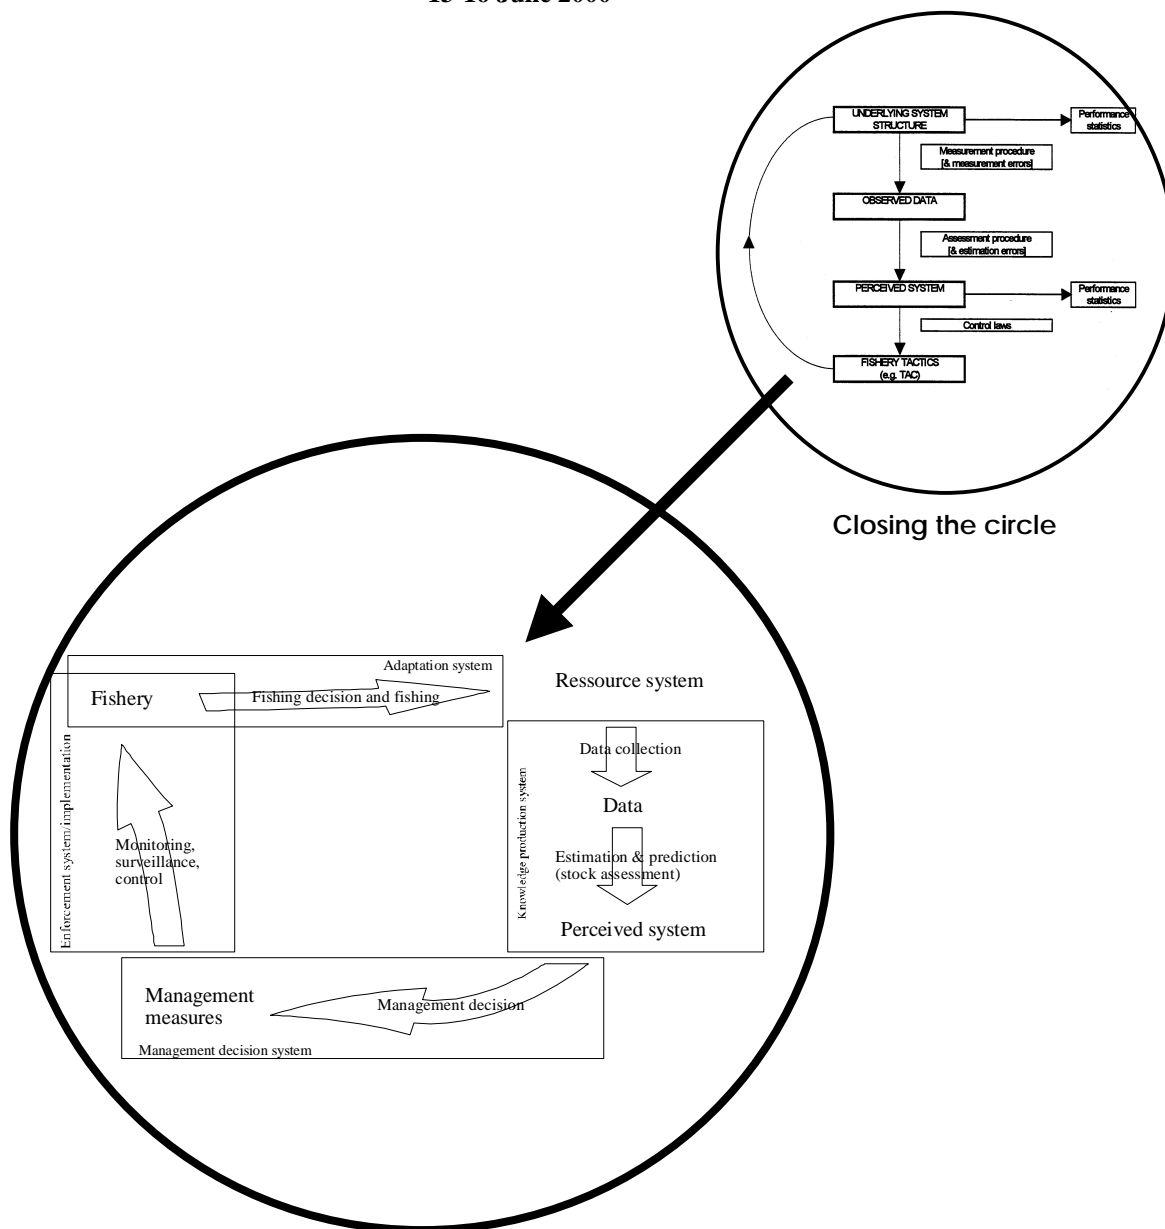 June 2000
UNDERLYING SYSTEM
STRUCTURE
Performance
statistics
Measurement procedure
[& measurement errors]
OBSERVED DATA
Assessment procedure
[& estimation errors]
PERCEIVED SYSTEM
Performance
statistics
Control laws
FISHERY TACTICS
(e.g. TAC)
Closing the circle
Adaptation system
Fishery
Fishing decision and fishing
Ressource system
Data collection
Data
Estimation & prediction
(stock assessment)
Perceived system
Knowledge production system
Enforcement system/implementation
Monitoring,
surveillance,
control
Management
measures
Management decision
Management decision system